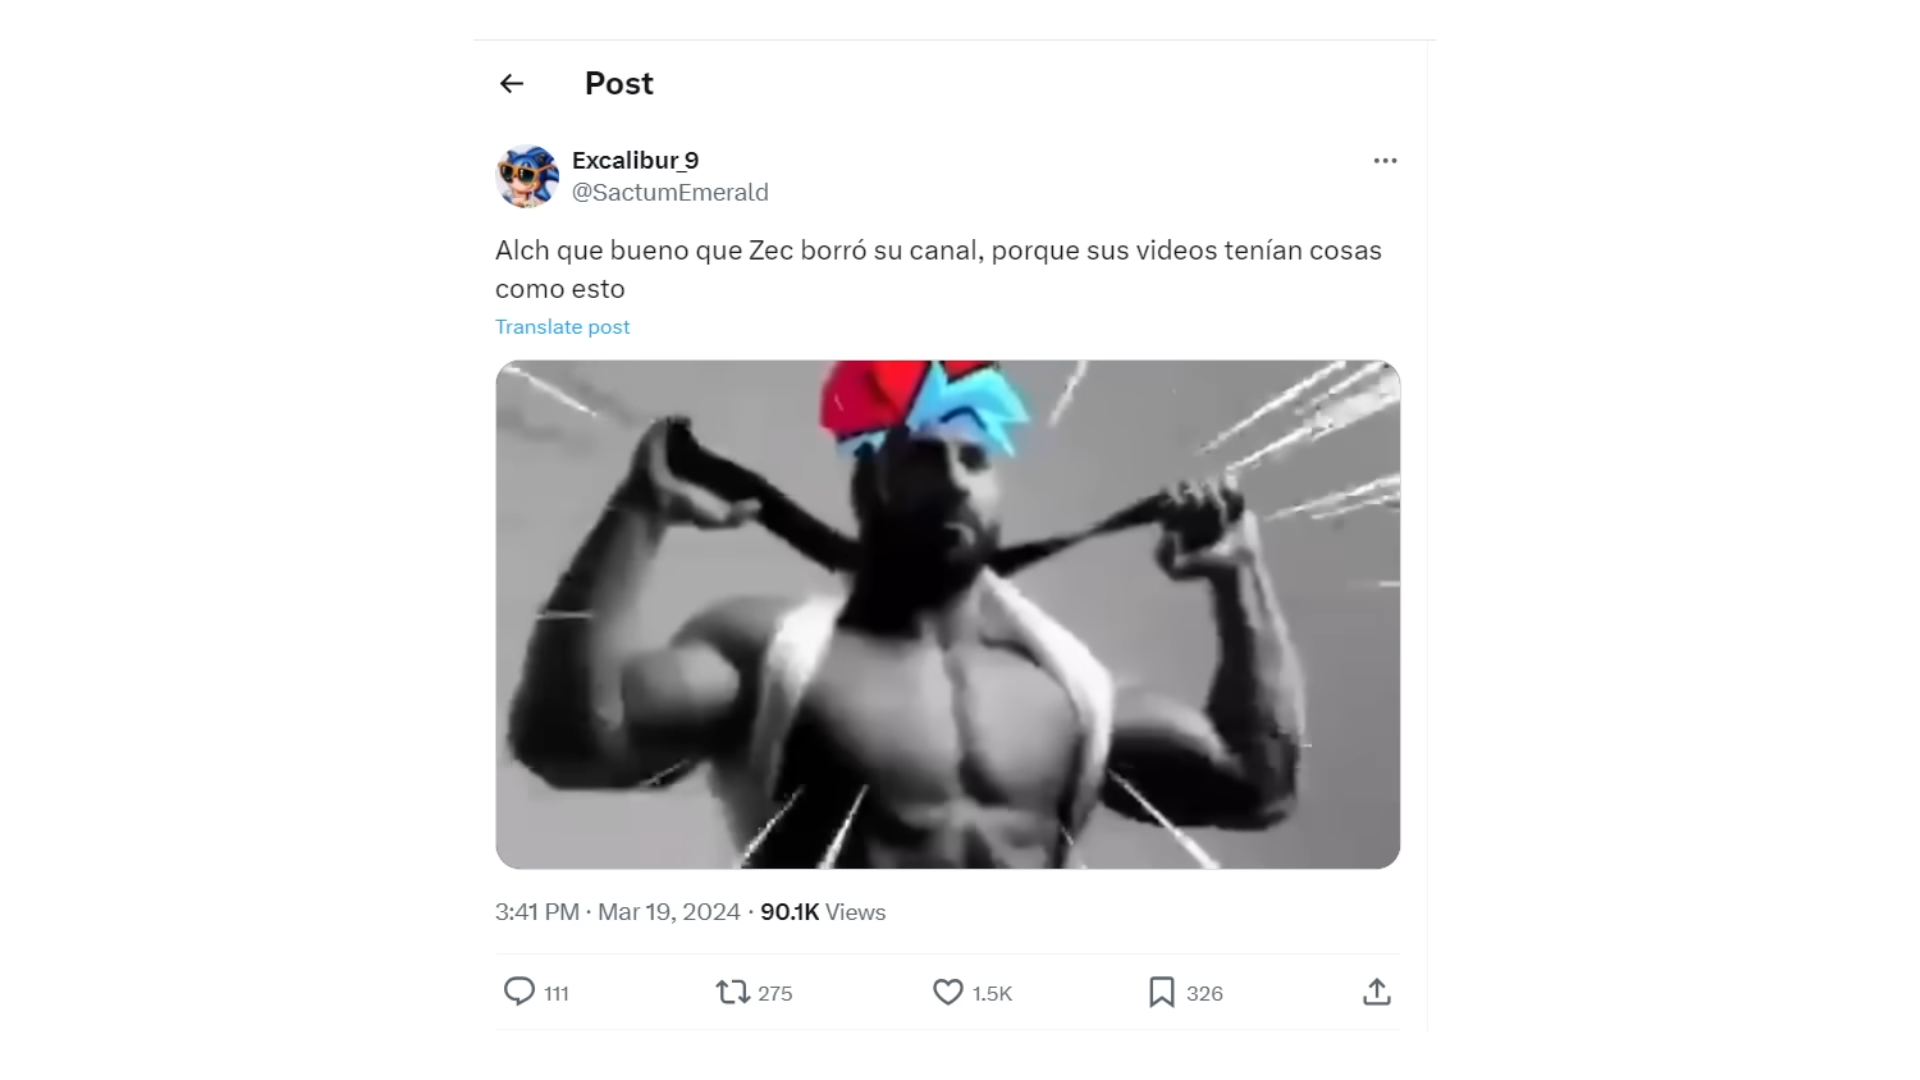 Post
Excalibur_9
@SactumEmerald
Alch que bueno que Zec borró su canal, porque sus videos tenían cosas
como esto
Translate post
3:41 PM · Mar 19, 2024 · 90.1K Views
111 275 1.5K 326